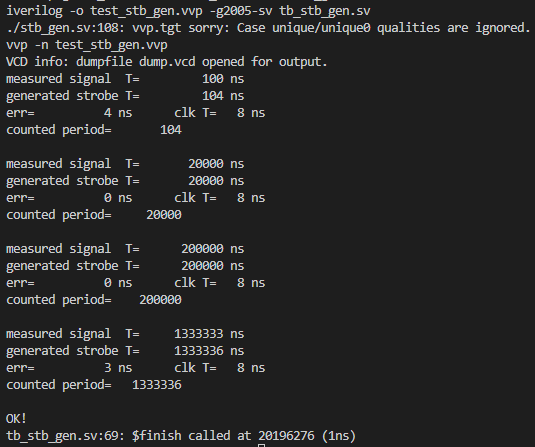 iverilog -o test_stb_gen.vvp -g2005-sv tb_stb_gen.sv
./stb_gen.sv:108: vvp.tgt sorry: Case unique/unique0 qualities are ignored.
vvp -n test_stb_gen.vvp
VCD info: dumpfile dump.vcd opened for output.
measured signal  T=         100 ns
generated strobe T=         104 ns
err=          4 ns      clk T=   8 ns
counted period=       104

measured signal  T=       20000 ns
generated strobe T=       20000 ns
err=          0 ns      clk T=   8 ns
counted period=     20000

measured signal  T=      200000 ns
generated strobe T=      200000 ns
err=          0 ns      clk T=   8 ns
counted period=    200000

measured signal  T=     1333333 ns
generated strobe T=     1333336 ns
err=          3 ns      clk T=   8 ns
counted period=   1333336

OK!
tb_stb_gen.sv:69: $finish called at 20196276 (1ns)